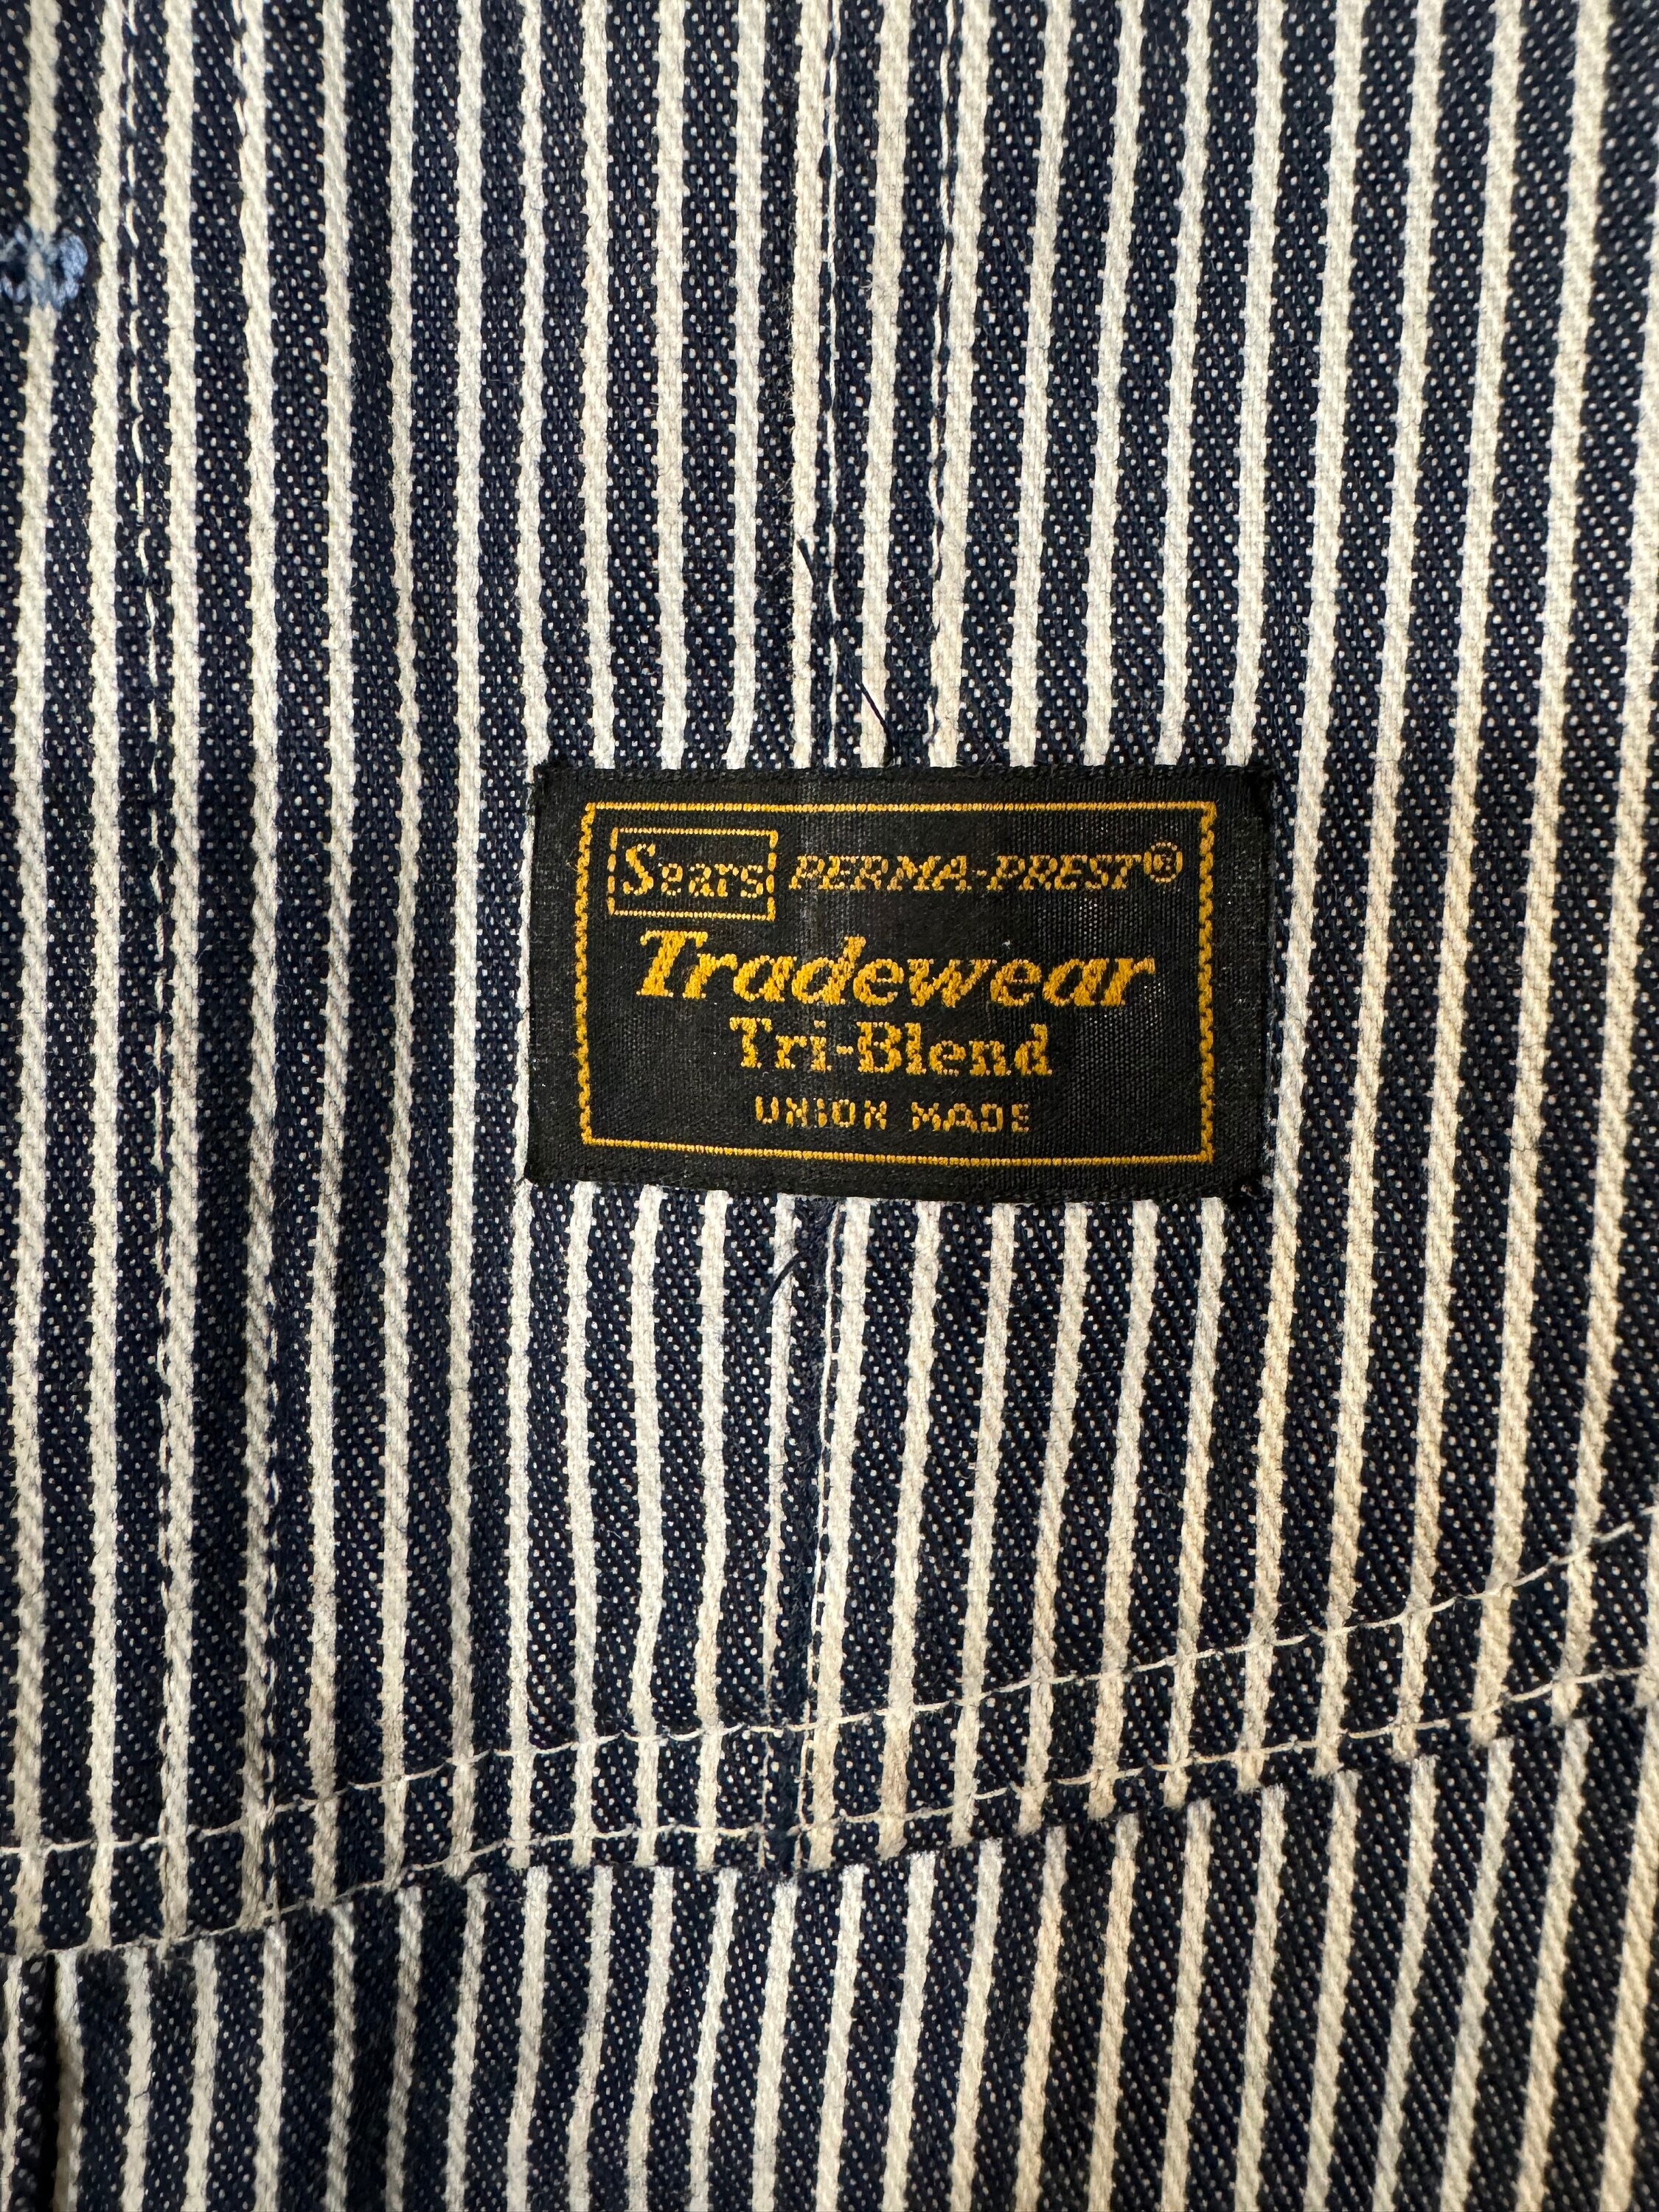 Sears PERMA-PREST®
Tradewear
Tri-Blend
UNION MADE